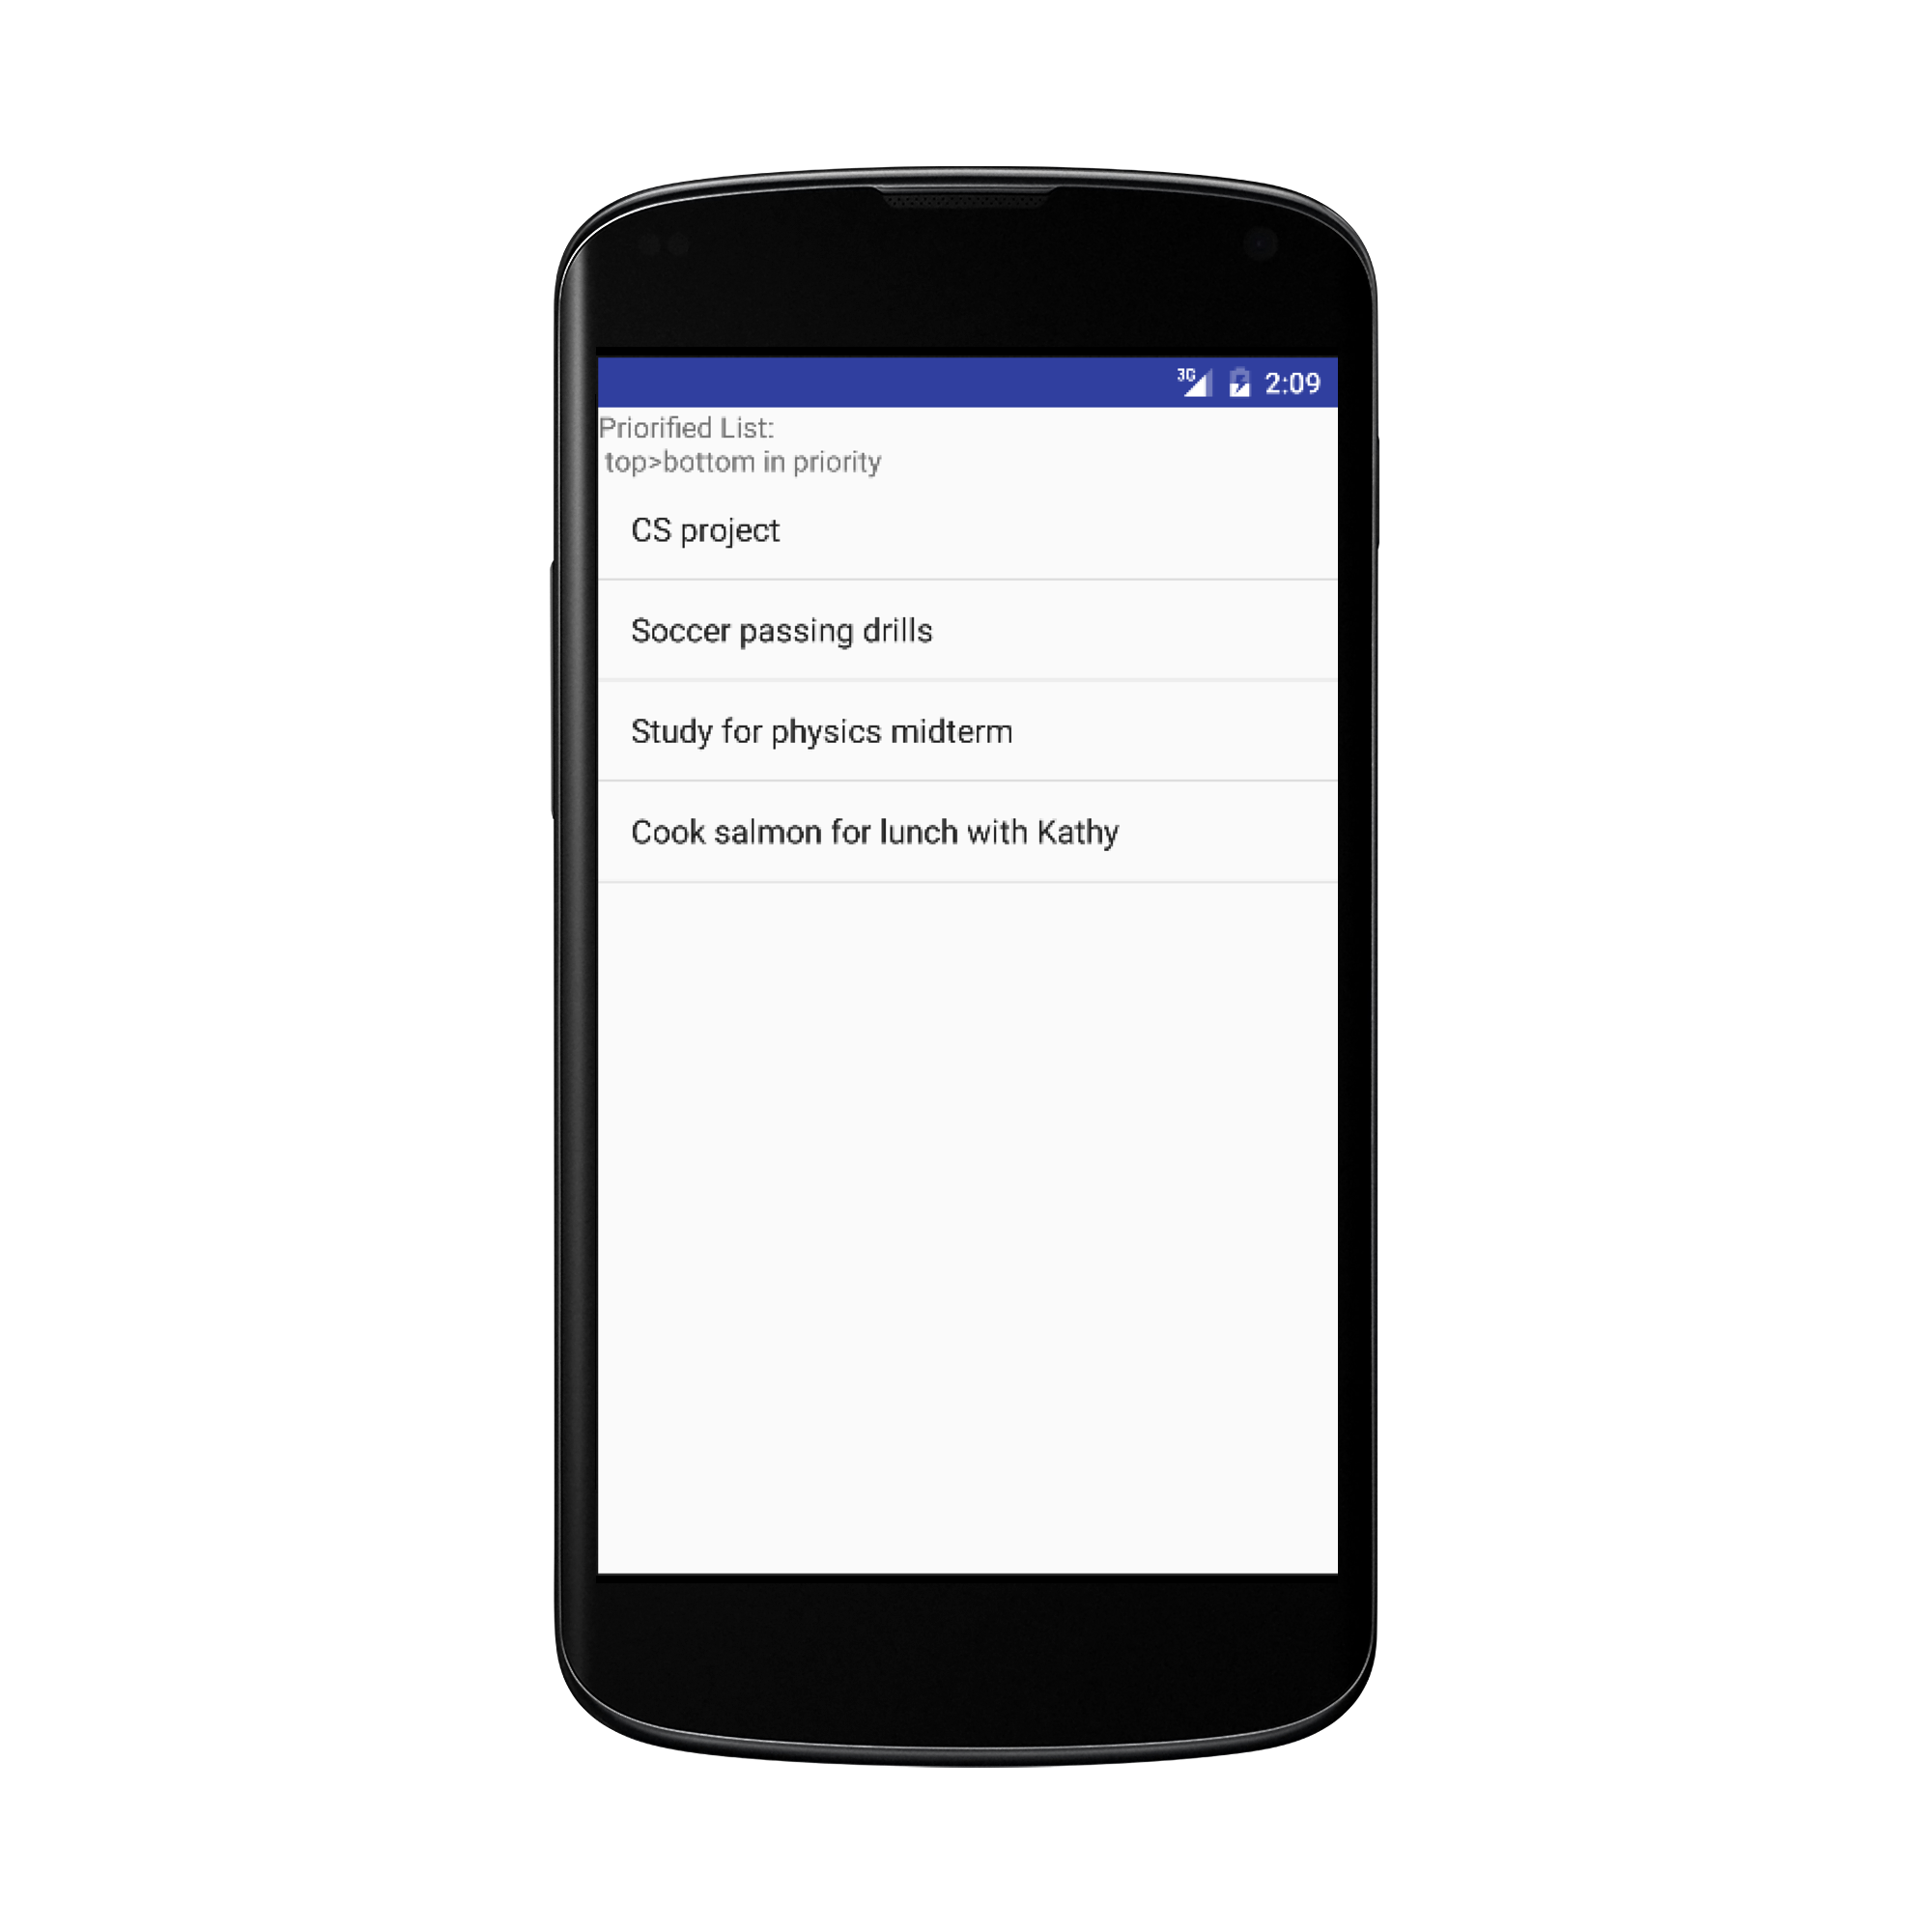 3G 2:09
Priorified List:
top>bottom in priority
CS project
Soccer passing drills
Study for physics midterm
Cook salmon for lunch with Kathy